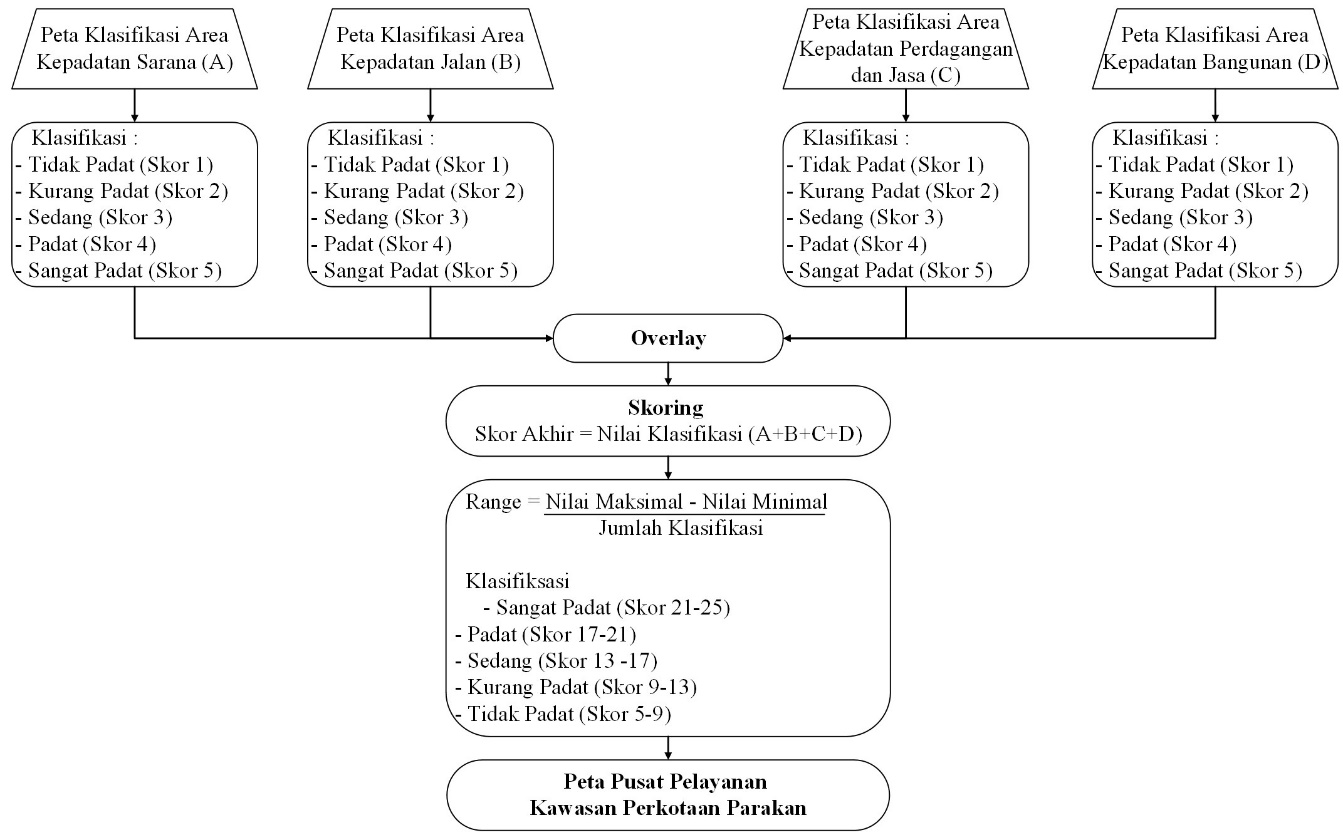 Peta Klasifikasi Area
Kepadatan Sarana (A)
Peta Klasifikasi Area
Kepadatan Jalan (B)
Peta Klasifikasi Area
Kepadatan Perdagangan
dan Jasa (C)
Peta Klasifikasi Area
Kepadatan Bangunan (D)
Klasifikasi :
- Tidak Padat (Skor 1)
- Kurang Padat (Skor 2)
- Sedang (Skor 3)
- Padat (Skor 4)
- Sangat Padat (Skor 5)
Klasifikasi :
- Tidak Padat (Skor 1)
- Kurang Padat (Skor 2)
- Sedang (Skor 3)
- Padat (Skor 4)
- Sangat Padat (Skor 5)
Klasifikasi :
- Tidak Padat (Skor 1)
- Kurang Padat (Skor 2)
- Sedang (Skor 3)
- Padat (Skor 4)
- Sangat Padat (Skor 5)
Klasifikasi :
- Tidak Padat (Skor 1)
- Kurang Padat (Skor 2)
- Sedang (Skor 3)
- Padat (Skor 4)
- Sangat Padat (Skor 5)
Overlay
Skoring
Skor Akhir = Nilai Klasifikasi (A+B+C+D)
Range = Nilai Maksimal - Nilai Minimal
Jumlah Klasifikasi
Klasifiksasi
- Sangat Padat (Skor 21-25)
- Padat (Skor 17-21)
- Sedang (Skor 13 -17)
- Kurang Padat (Skor 9-13)
- Tidak Padat (Skor 5-9)
Peta Pusat Pelayanan
Kawasan Perkotaan Parakan